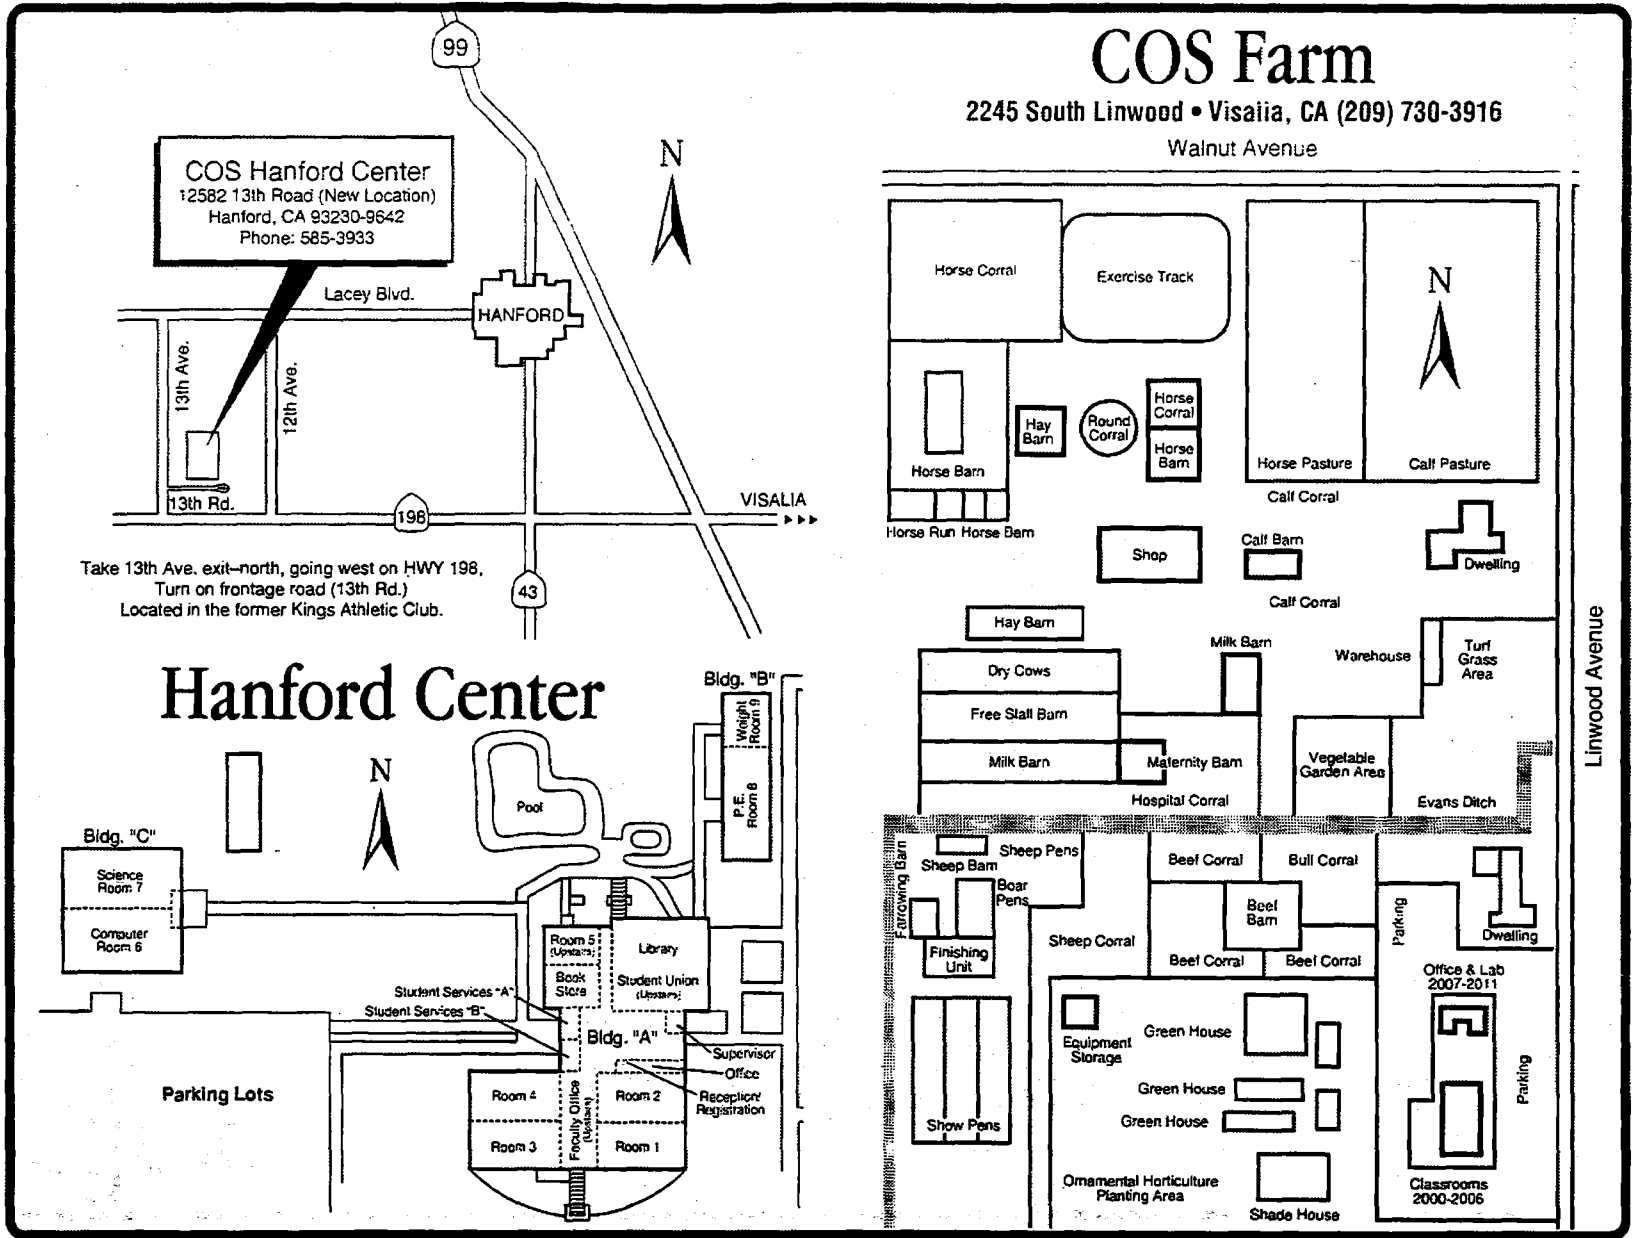 99
COS Hanford Center
12582 13th Road (New Location)
Hanford, CA 93230-9642
Phone: 585-3933
N
Lacey Blvd.
HANFORD
13th Ave.
12th Ave.
13th Rd.
198
VISALIA
43
Take 13th Ave. exit–north, going west on HWY 198,
Turn on frontage road (13th Rd.)
Located in the former Kings Athletic Club.
Hanford Center
N
Bldg. "B"
Weight
Room 9
P.E.
Room 8
Pool
Bldg. "C"
Science
Room 7
Computer
Room 6
Room 5
(Upstairs)
Book
Store
Library
Student Union
(Upstairs)
Student Services "A"
Student Services "B"
Bldg. "A"
Supervisor
Office
Reception/
Registration
Parking Lots
Room 4
Room 3
Faculty Office
(Upstairs)
Room 2
Room 1
COS Farm
2245 South Linwood • Visalia, CA (209) 730-3916
Walnut Avenue
Horse Corral
Exercise Track
N
Horse Barn
Hay
Barn
Round
Corral
Horse
Corral
Horse
Barn
Horse Pasture
Calf Pasture
Calf Corral
Horse Run Horse Barn
Shop
Calf Barn
Dwelling
Calf Corral
Hay Barn
Milk Barn
Warehouse
Turf
Grass
Area
Linwood Avenue
Dry Cows
Free Stall Barn
Milk Barn
Maternity Barn
Vegetable
Garden Area
Hospital Corral
Evans Ditch
Farrowing Barn
Sheep Barn
Sheep Pens
Boar
Pens
Finishing
Unit
Beef Corral
Bull Corral
Beef
Barn
Sheep Corral
Beef Corral
Beef Corral
Parking
Dwelling
Office & Lab
2007-2011
Equipment
Storage
Green House
Green House
Green House
Show Pens
Parking
Ornamental Horticulture
Planting Area
Shade House
Classrooms
2000-2006